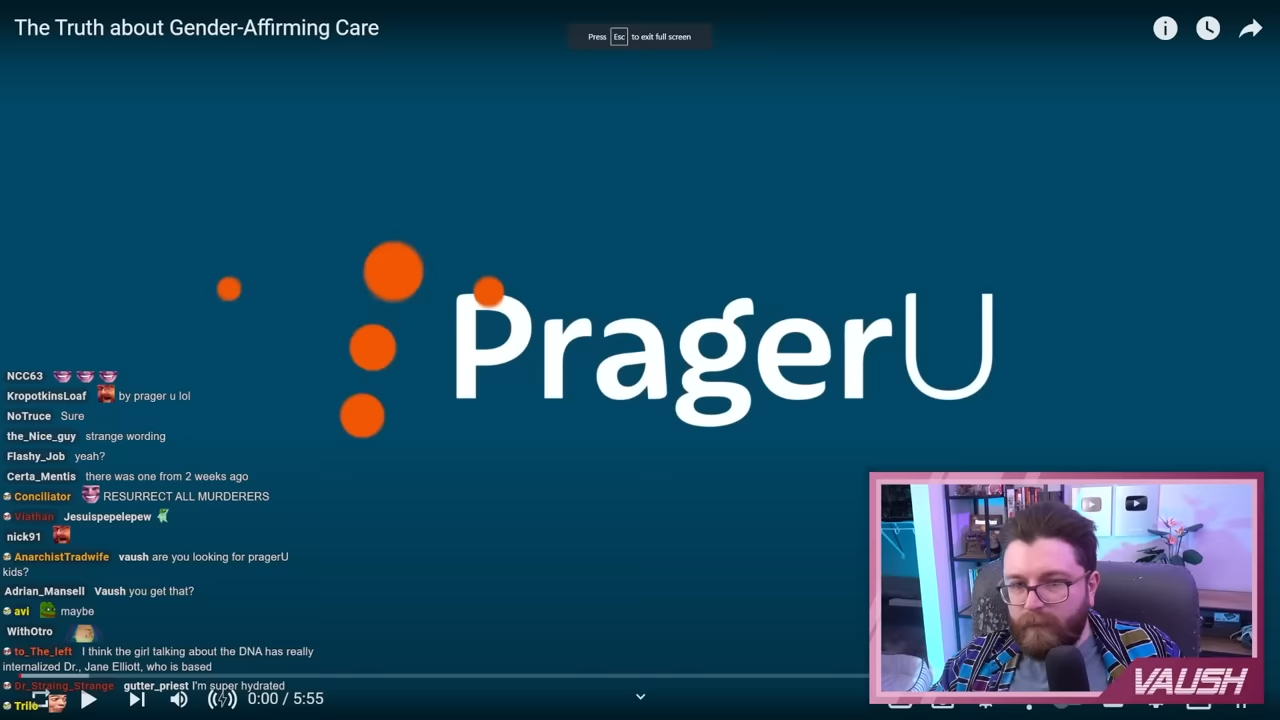 The Truth about Gender-Affirming Care
Press Esc to exit full screen
PragerU
NCC63
KropotkinsLoaf by prager u lol
NoTruce Sure
the_Nice_guy strange wording
Flashy_Job yeah?
Certa_Mentis there was one from 2 weeks ago
Conciliator RESURRECT ALL MURDERERS
Viathan Jesuispepelepew
nick91
AnarchistTradwife vaush are you looking for pragerU
kids?
Adrian_Mansell Vaush you get that?
avi maybe
WithOtro
to_The_left I think the girl talking about the DNA has really
internalized Dr., Jane Elliott, who is based
Dr_Straing_Strange gutter_priest I'm super hydrated
Trilo
0:00 / 5:55
VAUSH